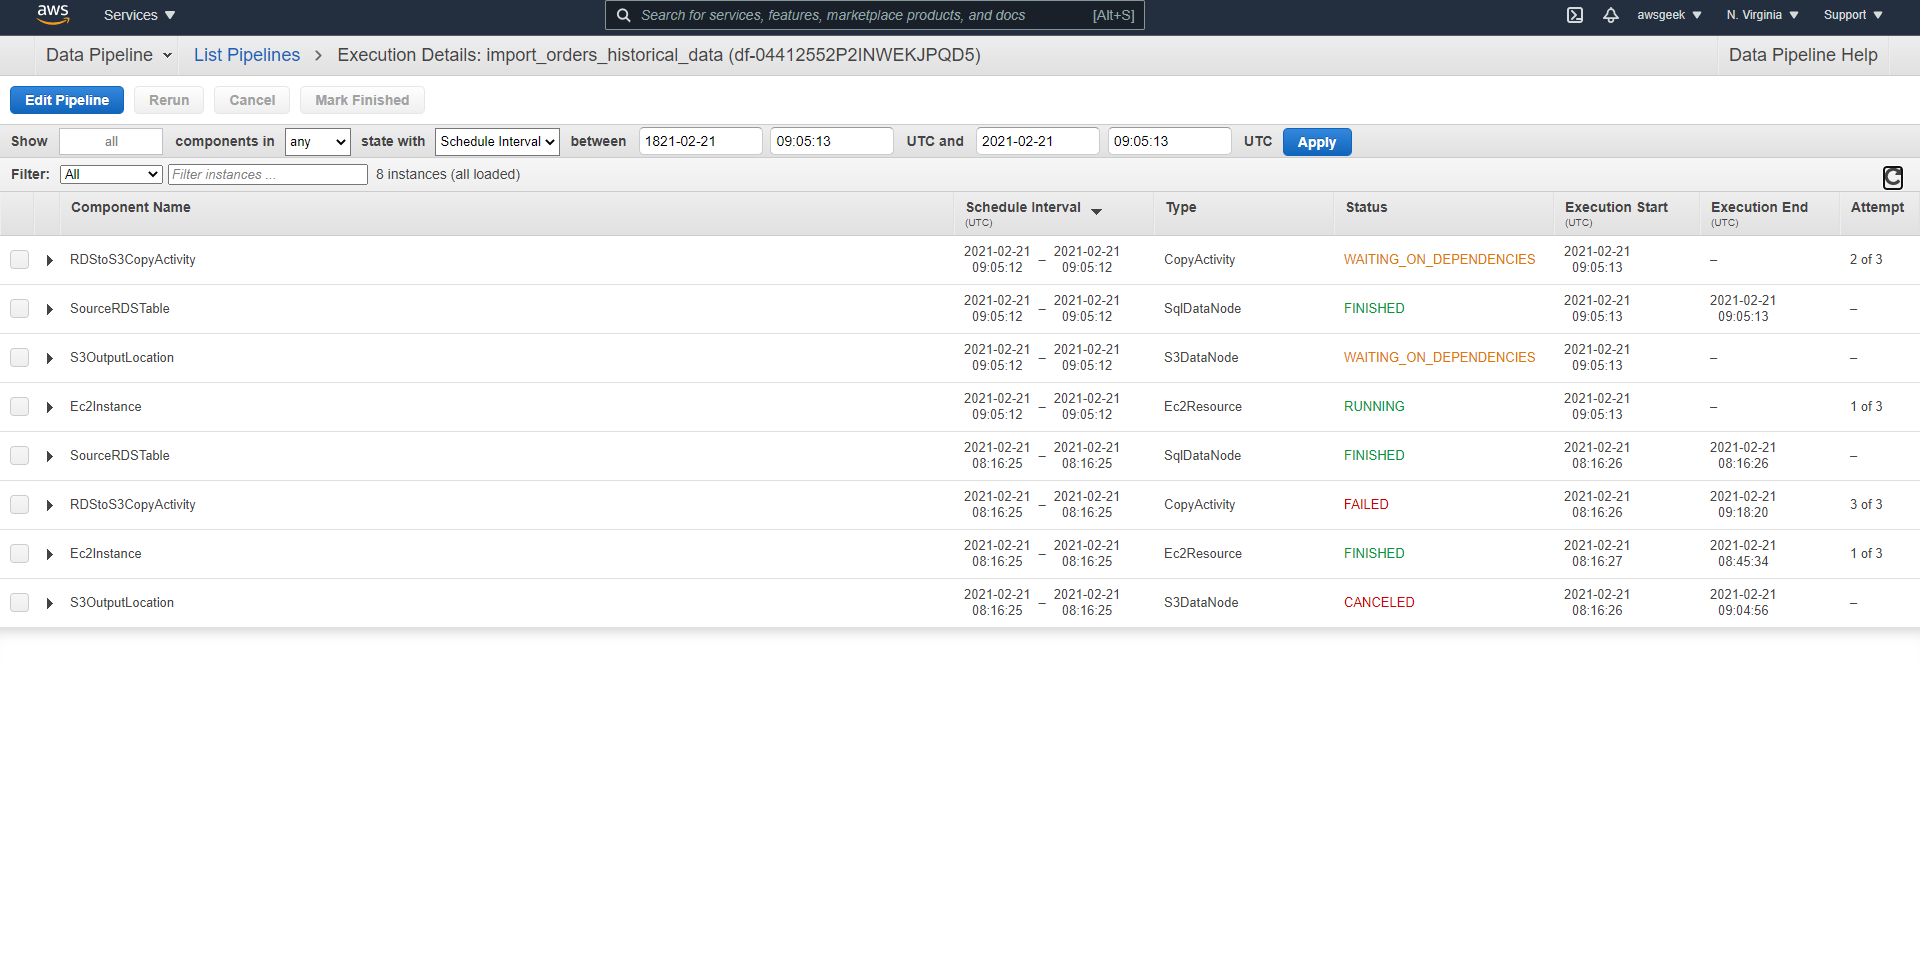 aws Services Search for services, features, marketplace products, and docs [Alt+S] awsgeek N. Virginia Support
Data Pipeline List Pipelines > Execution Details: import_orders_historical_data (df-04412552P2INWEKJPQD5) Data Pipeline Help
Edit Pipeline Rerun Cancel Mark Finished
Show all components in any state with Schedule Interval between 1821-02-21 09:05:13 UTC and 2021-02-21 09:05:13 UTC Apply
Filter: All Filter instances ... 8 instances (all loaded)
Component Name Schedule Interval (UTC) Type Status Execution Start (UTC) Execution End (UTC) Attempt
RDStoS3CopyActivity 2021-02-21 09:05:12 – 2021-02-21 09:05:12 CopyActivity WAITING_ON_DEPENDENCIES 2021-02-21 09:05:13 – 2 of 3
SourceRDSTable 2021-02-21 09:05:12 – 2021-02-21 09:05:12 SqlDataNode FINISHED 2021-02-21 09:05:13 2021-02-21 09:05:13 –
S3OutputLocation 2021-02-21 09:05:12 – 2021-02-21 09:05:12 S3DataNode WAITING_ON_DEPENDENCIES 2021-02-21 09:05:13 – –
Ec2Instance 2021-02-21 09:05:12 – 2021-02-21 09:05:12 Ec2Resource RUNNING 2021-02-21 09:05:13 – 1 of 3
SourceRDSTable 2021-02-21 08:16:25 – 2021-02-21 08:16:25 SqlDataNode FINISHED 2021-02-21 08:16:26 2021-02-21 08:16:26 –
RDStoS3CopyActivity 2021-02-21 08:16:25 – 2021-02-21 08:16:25 CopyActivity FAILED 2021-02-21 08:16:26 2021-02-21 09:18:20 3 of 3
Ec2Instance 2021-02-21 08:16:25 – 2021-02-21 08:16:25 Ec2Resource FINISHED 2021-02-21 08:16:27 2021-02-21 08:45:34 1 of 3
S3OutputLocation 2021-02-21 08:16:25 – 2021-02-21 08:16:25 S3DataNode CANCELED 2021-02-21 08:16:26 2021-02-21 09:04:56 –